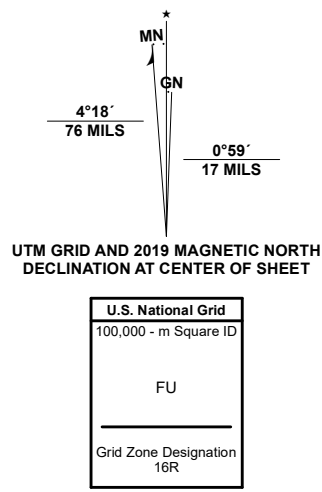 ★
MN
GN
4°18´
76 MILS
0°59´
17 MILS
UTM GRID AND 2019 MAGNETIC NORTH
DECLINATION AT CENTER OF SHEET
U.S. National Grid
100,000 - m Square ID
FU
Grid Zone Designation
16R